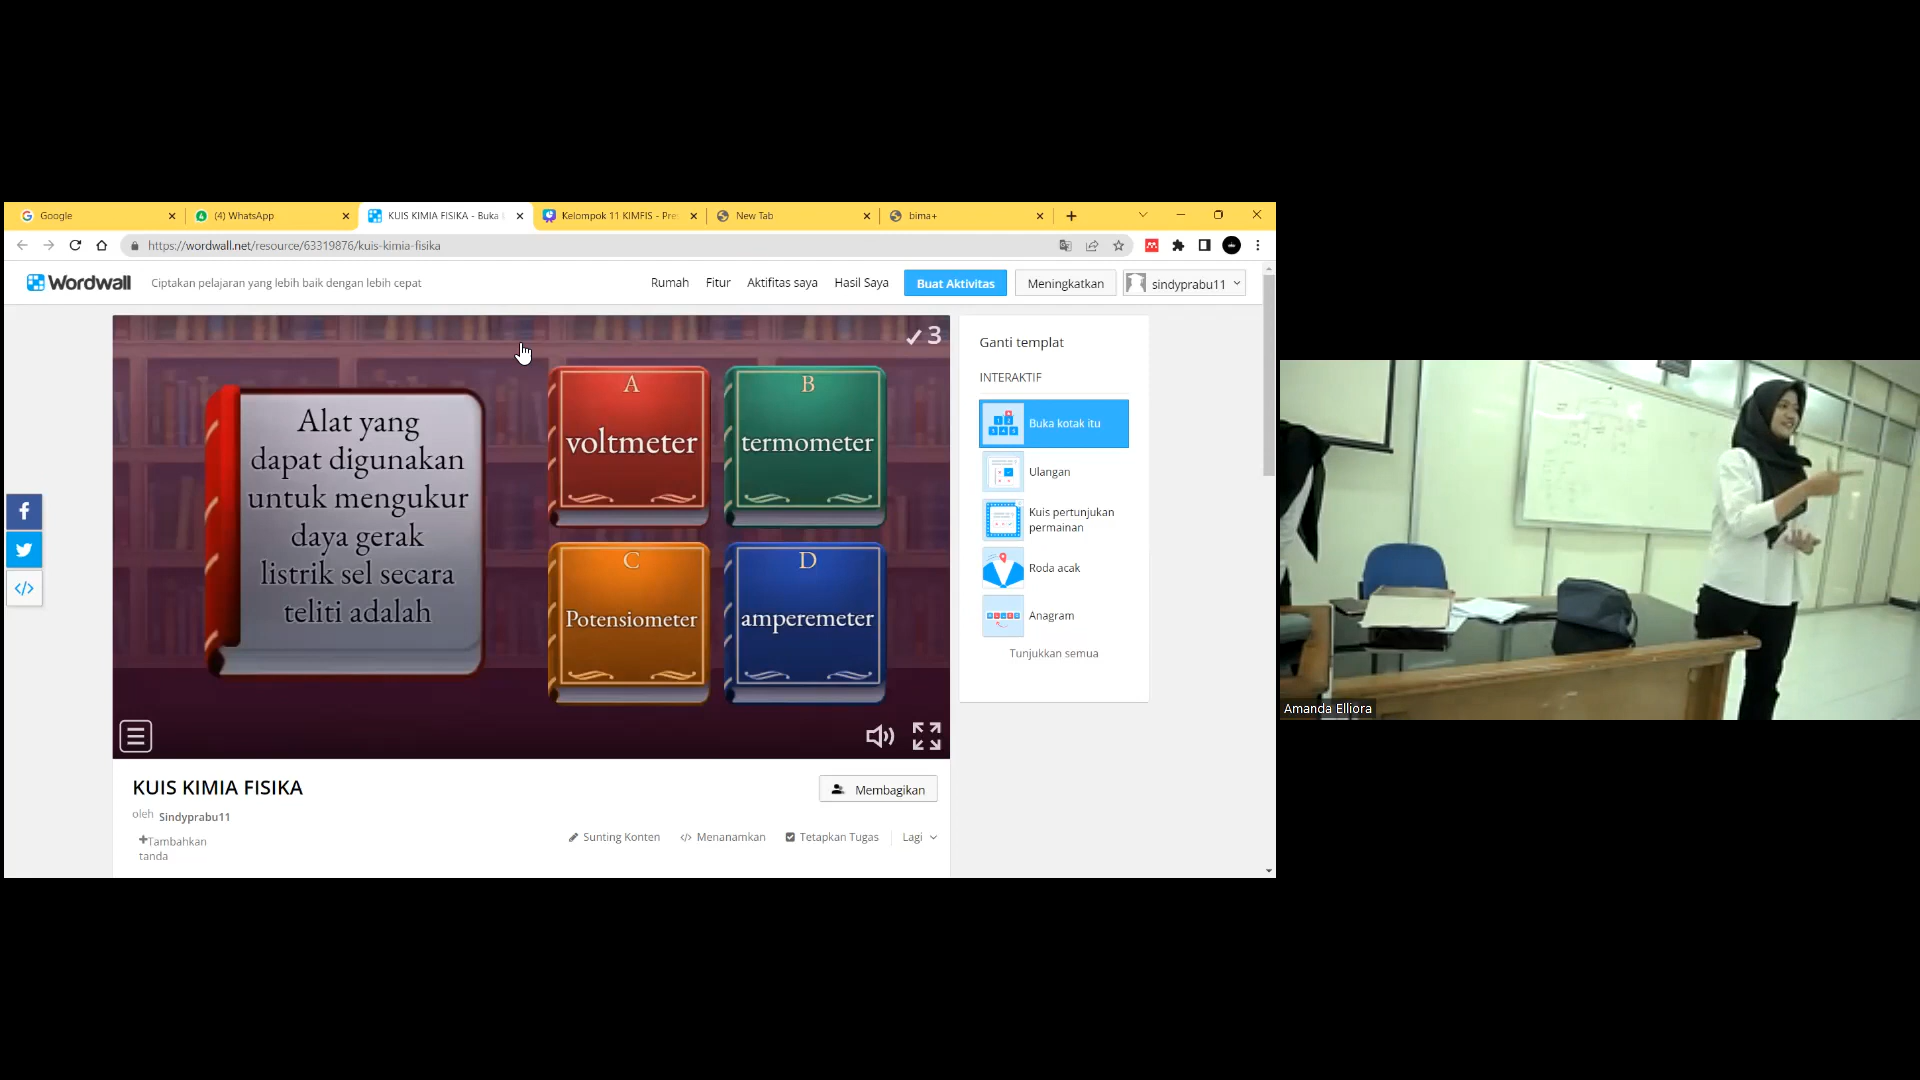 Google
(4) WhatsApp
KUIS KIMIA FISIKA - Buka
Kelompok 11 KIMFIS - Pre
New Tab
bima+
https://wordwall.net/resource/63319876/kuis-kimia-fisika
Wordwall
Ciptakan pelajaran yang lebih baik dengan lebih cepat
Rumah
Fitur
Aktifitas saya
Hasil Saya
Buat Aktivitas
Meningkatkan
sindyprabu11
3
Alat yang
dapat digunakan
untuk mengukur
daya gerak
listrik sel secara
teliti adalah
A
voltmeter
B
termometer
C
Potensiometer
D
amperemeter
Ganti templat
INTERAKTIF
Buka kotak itu
Ulangan
Kuis pertunjukan
permainan
Roda acak
Anagram
Tunjukkan semua
KUIS KIMIA FISIKA
Membagikan
oleh Sindyprabu11
Tambahkan
tanda
Sunting Konten
Menanamkan
Tetapkan Tugas
Lagi
Amanda Elliora